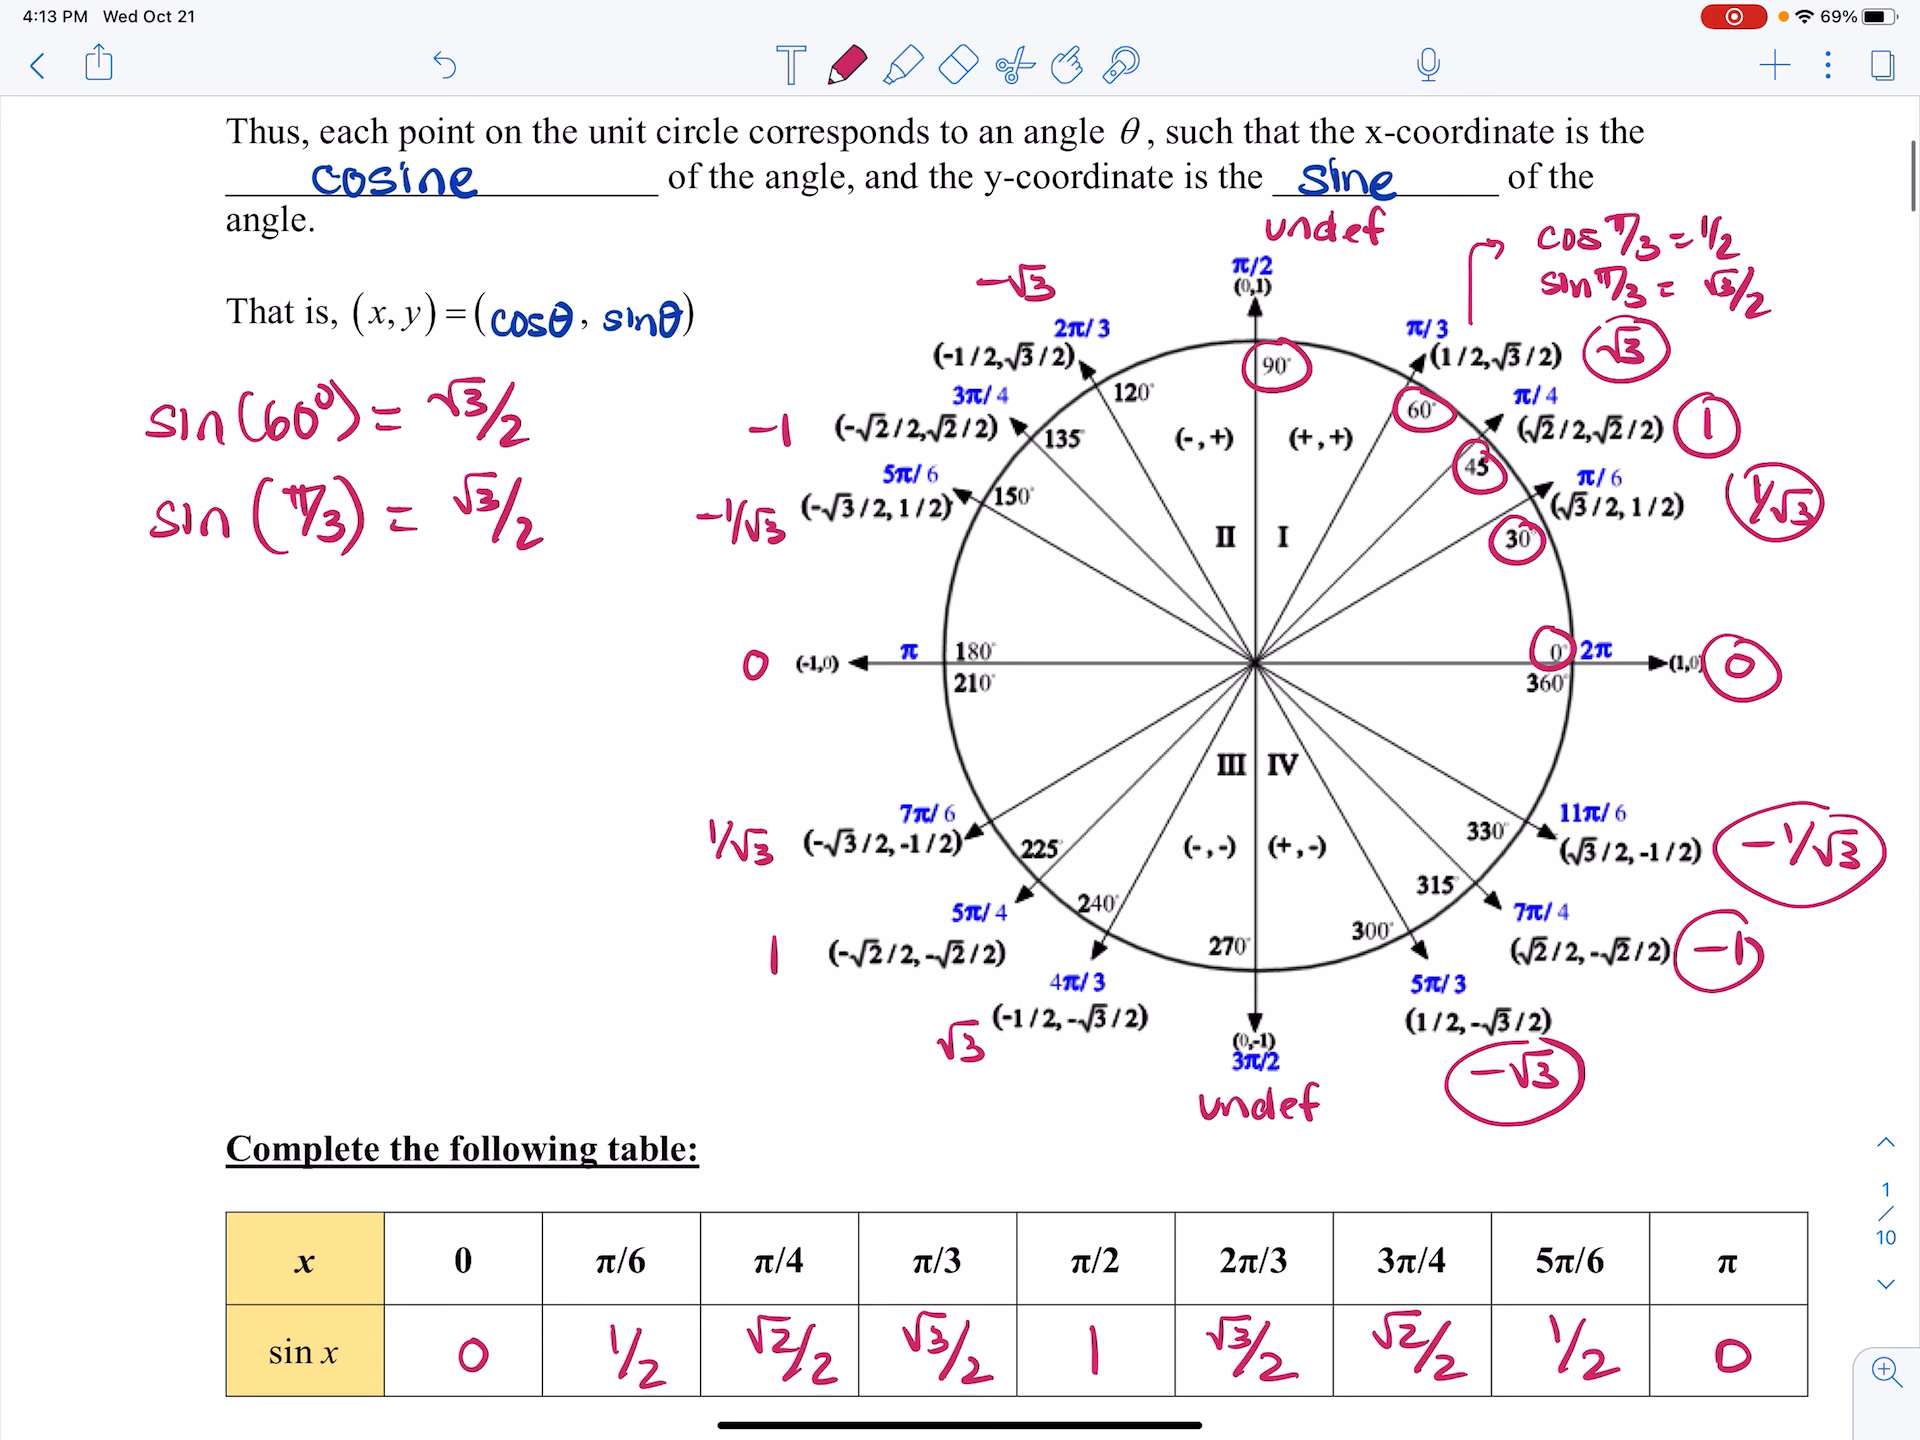 4:13 PM Wed Oct 21
69%
Thus, each point on the unit circle corresponds to an angle θ, such that the x-coordinate is the
cosine of the angle, and the y-coordinate is the sine of the
angle.
That is, (x, y) = (cosθ, sinθ)
sin(60°) = √3/2
sin(π/3) = √3/2
undef
π/2
(0,1)
cos π/3 = 1/2
sin π/3 = √3/2
-√3
2π/3
(-1/2,√3/2)
120°
90°
π/3
(1/2,√3/2)
√3
60°
-1
3π/4
(-√2/2,√2/2)
135°
(-,+)
(+,+)
π/4
(√2/2,√2/2)
1
45°
-1/√3
5π/6
(-√3/2,1/2)
150°
II
I
π/6
(√3/2,1/2)
1/√3
30°
0
(-1,0)
π
180°
210°
0°
2π
360°
(1,0)
0
III
IV
1/√3
7π/6
(-√3/2,-1/2)
225°
(-,-)
(+,-)
330°
11π/6
(√3/2,-1/2)
-1/√3
1
5π/4
(-√2/2,-√2/2)
240°
270°
300°
315°
7π/4
(√2/2,-√2/2)
-1
√3
4π/3
(-1/2,-√3/2)
(0,-1)
3π/2
undef
5π/3
(1/2,-√3/2)
-√3
Complete the following table:
x 0 π/6 π/4 π/3 π/2 2π/3 3π/4 5π/6 π
sin x 0 1/2 √2/2 √3/2 1 √3/2 √2/2 1/2 0
1
/
10